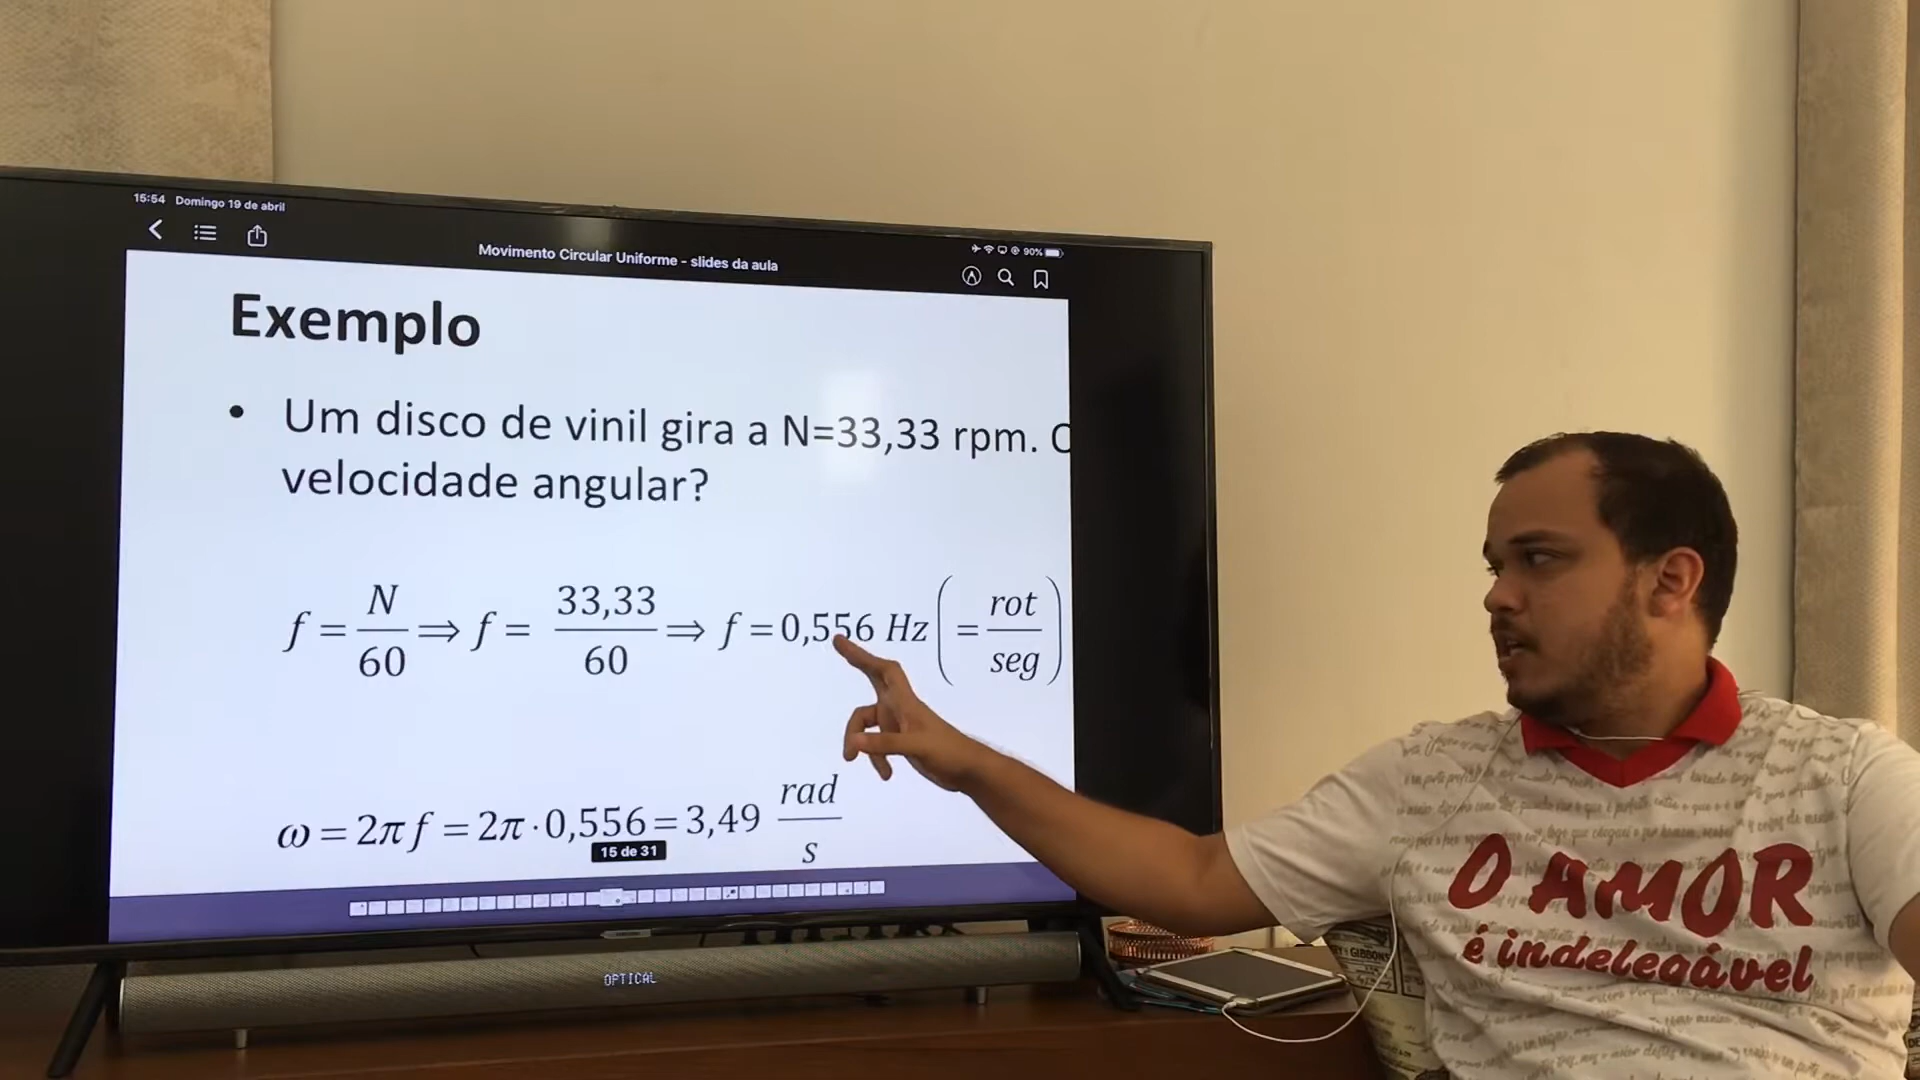 15:54 Domingo 19 de abril
90%
Movimento Circular Uniforme - slides da aula
Exemplo
• Um disco de vinil gira a N=33,33 rpm.
velocidade angular?
f = N/60 ⇒ f = 33,33/60 ⇒ f = 0,556 Hz (= rot/seg)
ω = 2π f = 2π · 0,556 = 3,49 rad/s
15 de 31
OPTICAL
O AMOR
é indelegável